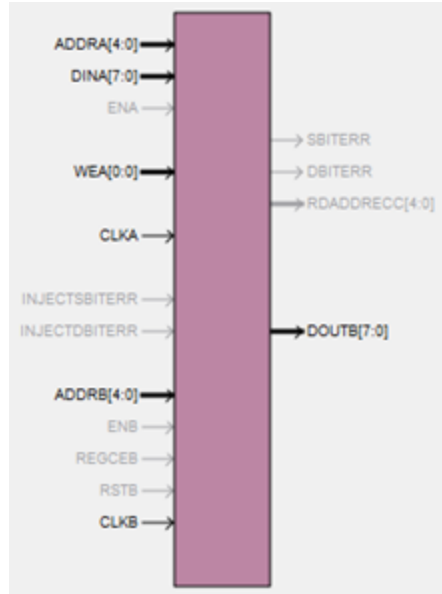 ADDRA[4:0]
DINA[7:0]
ENA
WEA[0:0]
CLKA
INJECTSBITERR
INJECTDBITERR
ADDRB[4:0]
ENB
REGCEB
RSTB
CLKB
SBITERR
DBITERR
RDADDRECC[4:0]
DOUTB[7:0]